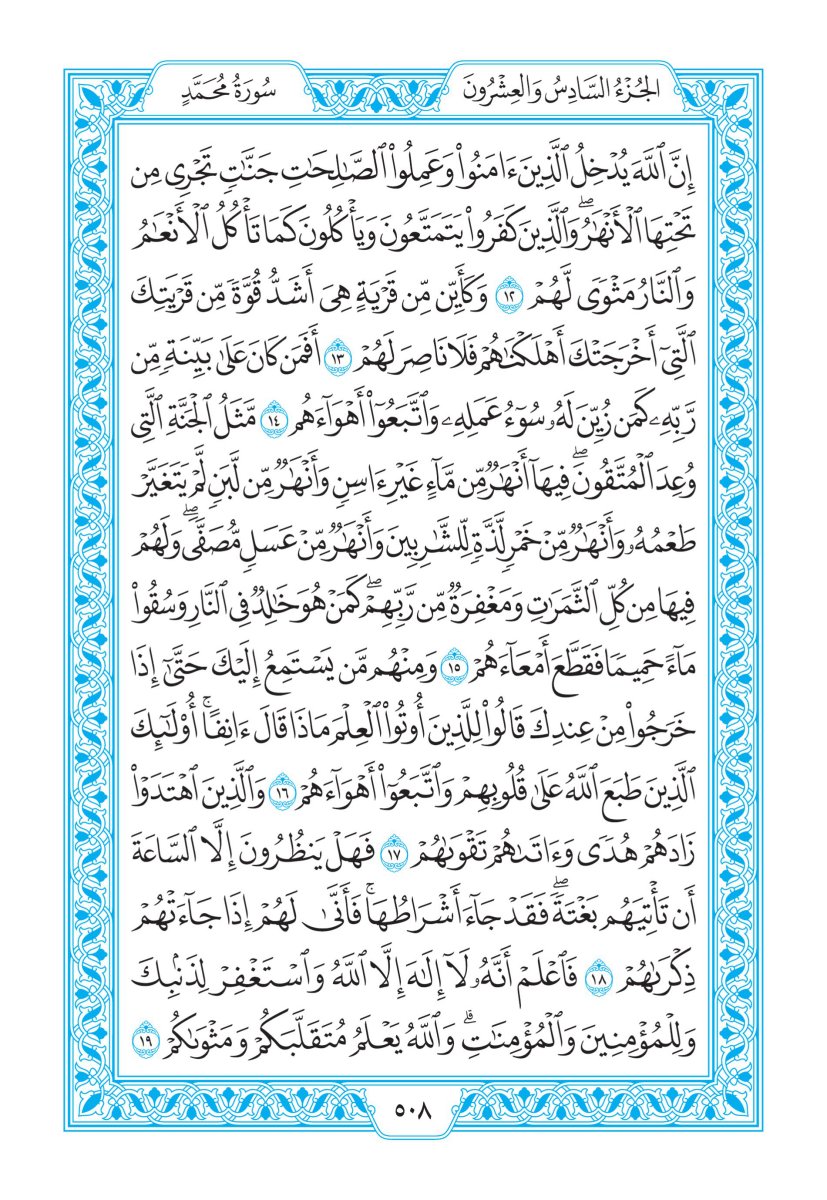 الجُزْءُ السَّادِسُ وَالعِشْرُونَ
سُورَةُ مُحَمَّدٍ
إِنَّ ٱللَّهَ يُدْخِلُ ٱلَّذِينَ ءَامَنُوا۟ وَعَمِلُوا۟ ٱلصَّـٰلِحَـٰتِ جَنَّـٰتٍ تَجْرِى مِن
تَحْتِهَا ٱلْأَنْهَـٰرُ ۖ وَٱلَّذِينَ كَفَرُوا۟ يَتَمَتَّعُونَ وَيَأْكُلُونَ كَمَا تَأْكُلُ ٱلْأَنْعَـٰمُ
وَٱلنَّارُ مَثْوًى لَّهُمْ ١٢ وَكَأَيِّن مِّن قَرْيَةٍ هِىَ أَشَدُّ قُوَّةً مِّن قَرْيَتِكَ
ٱلَّتِىٓ أَخْرَجَتْكَ أَهْلَكْنَـٰهُمْ فَلَا نَاصِرَ لَهُمْ ١٣ أَفَمَن كَانَ عَلَىٰ بَيِّنَةٍ مِّن
رَّبِّهِۦ كَمَن زُيِّنَ لَهُۥ سُوٓءُ عَمَلِهِۦ وَٱتَّبَعُوٓا۟ أَهْوَآءَهُم ١٤ مَّثَلُ ٱلْجَنَّةِ ٱلَّتِى
وُعِدَ ٱلْمُتَّقُونَ ۖ فِيهَآ أَنْهَـٰرٌ مِّن مَّآءٍ غَيْرِ ءَاسِنٍ وَأَنْهَـٰرٌ مِّن لَّبَنٍ لَّمْ يَتَغَيَّرْ
طَعْمُهُۥ وَأَنْهَـٰرٌ مِّنْ خَمْرٍ لَّذَّةٍ لِّلشَّـٰرِبِينَ وَأَنْهَـٰرٌ مِّنْ عَسَلٍ مُّصَفًّى ۖ وَلَهُمْ
فِيهَا مِن كُلِّ ٱلثَّمَرَٰتِ وَمَغْفِرَةٌ مِّن رَّبِّهِمْ ۖ كَمَنْ هُوَ خَـٰلِدٌ فِى ٱلنَّارِ وَسُقُوا۟
مَآءً حَمِيمًا فَقَطَّعَ أَمْعَآءَهُمْ ١٥ وَمِنْهُم مَّن يَسْتَمِعُ إِلَيْكَ حَتَّىٰٓ إِذَا
خَرَجُوا۟ مِنْ عِندِكَ قَالُوا۟ لِلَّذِينَ أُوتُوا۟ ٱلْعِلْمَ مَاذَا قَالَ ءَانِفًا ۚ أُو۟لَـٰٓئِكَ
ٱلَّذِينَ طَبَعَ ٱللَّهُ عَلَىٰ قُلُوبِهِمْ وَٱتَّبَعُوٓا۟ أَهْوَآءَهُمْ ١٦ وَٱلَّذِينَ ٱهْتَدَوْا۟
زَادَهُمْ هُدًى وَءَاتَىٰهُمْ تَقْوَىٰهُمْ ١٧ فَهَلْ يَنظُرُونَ إِلَّا ٱلسَّاعَةَ
أَن تَأْتِيَهُم بَغْتَةً ۖ فَقَدْ جَآءَ أَشْرَاطُهَا ۚ فَأَنَّىٰ لَهُمْ إِذَا جَآءَتْهُمْ
ذِكْرَىٰهُمْ ١٨ فَٱعْلَمْ أَنَّهُۥ لَآ إِلَـٰهَ إِلَّا ٱللَّهُ وَٱسْتَغْفِرْ لِذَنۢبِكَ
وَلِلْمُؤْمِنِينَ وَٱلْمُؤْمِنَـٰتِ ۗ وَٱللَّهُ يَعْلَمُ مُتَقَلَّبَكُمْ وَمَثْوَىٰكُمْ ١٩
٥٠٨